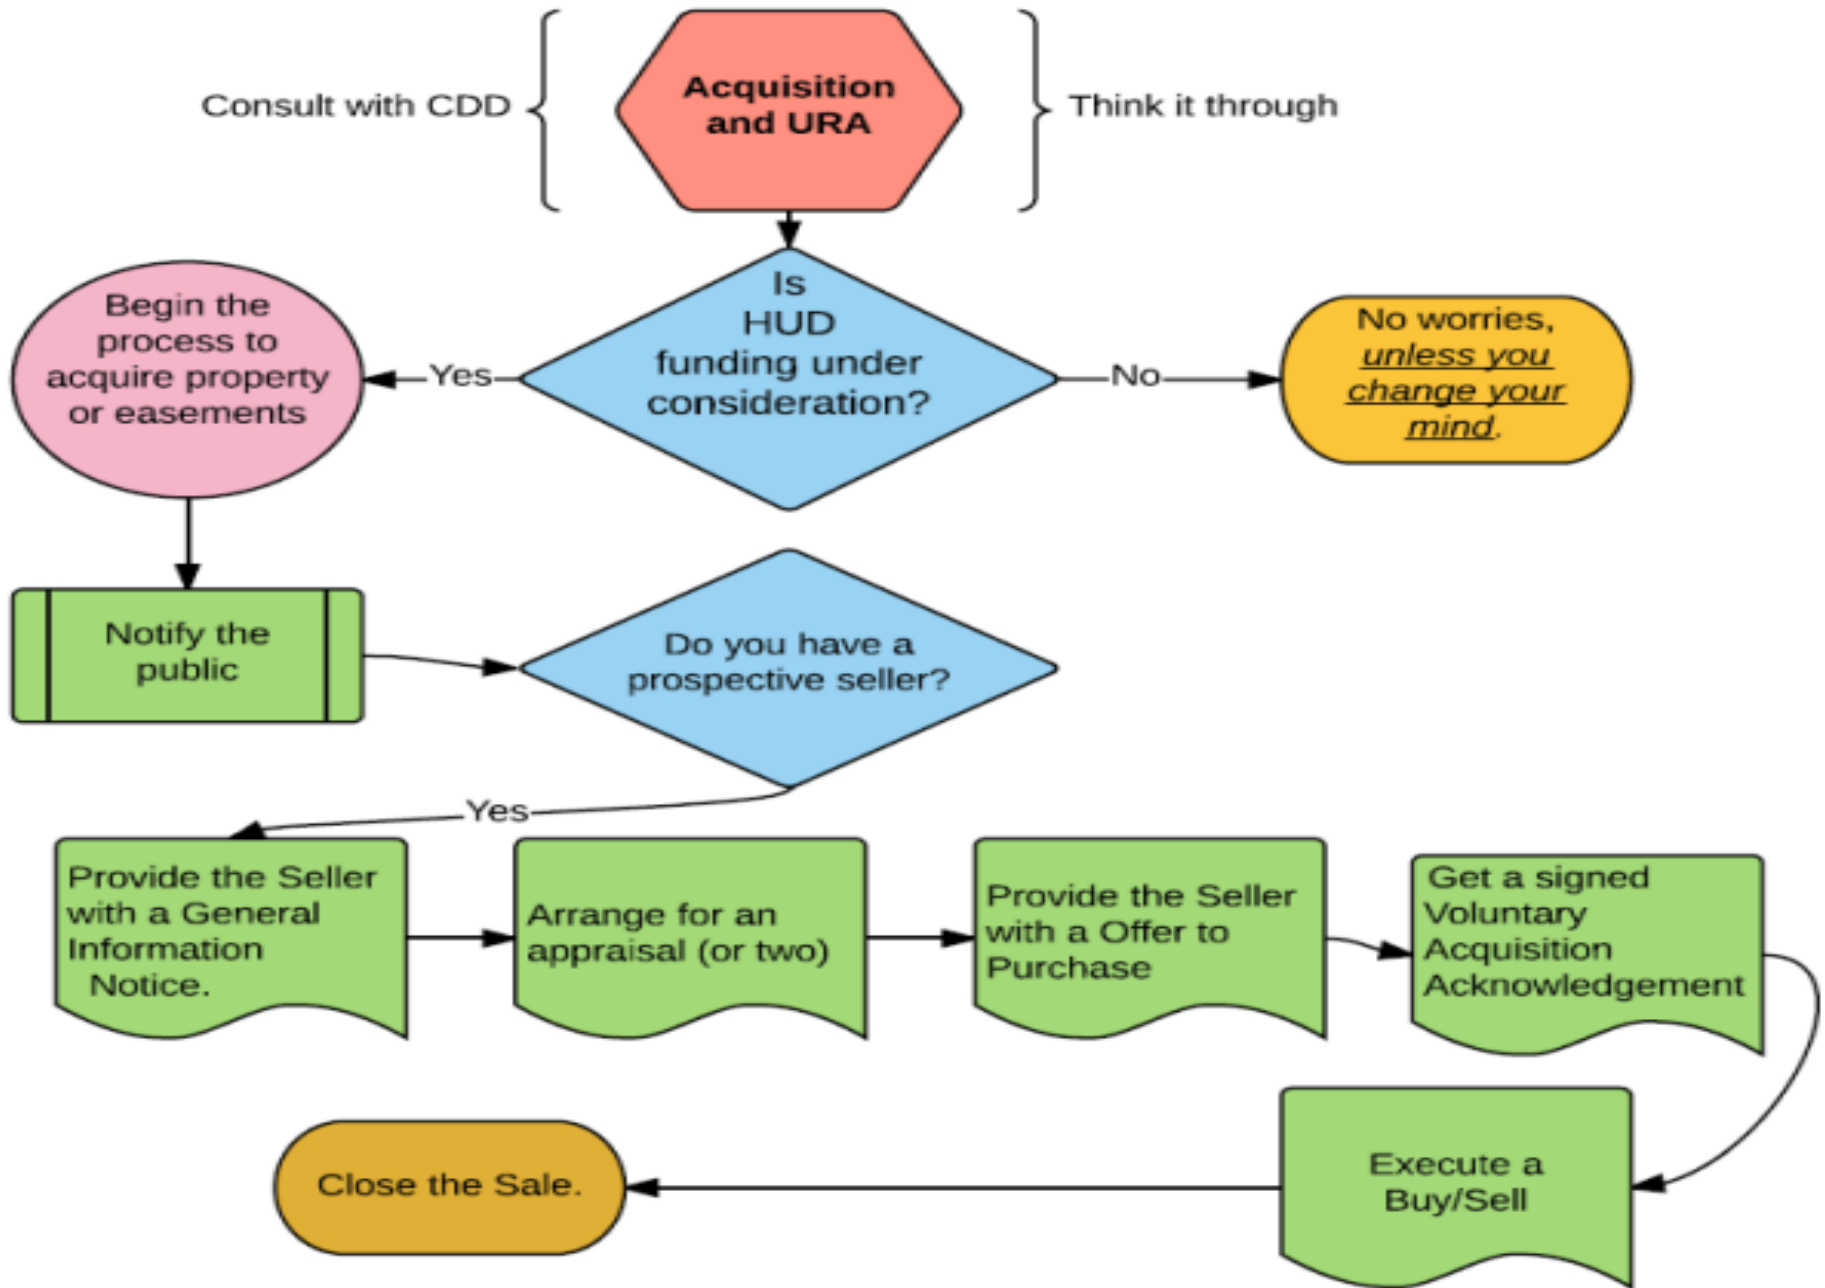 Consult with CDD
Acquisition
and URA
Think it through
Is
HUD
funding under
consideration?
Yes
No
Begin the
process to
acquire property
or easements
No worries,
unless you
change your
mind.
Notify the
public
Do you have a
prospective seller?
Yes
Provide the Seller
with a General
Information
Notice.
Arrange for an
appraisal (or two)
Provide the Seller
with a Offer to
Purchase
Get a signed
Voluntary
Acquisition
Acknowledgement
Execute a
Buy/Sell
Close the Sale.